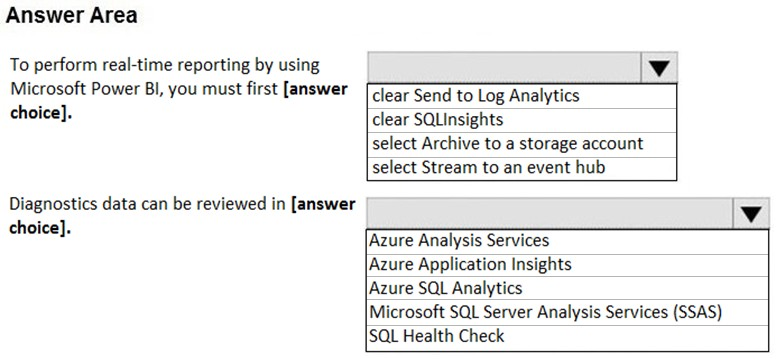 Answer Area
To perform real-time reporting by using
Microsoft Power BI, you must first [answer
choice].
clear Send to Log Analytics
clear SQLInsights
select Archive to a storage account
select Stream to an event hub
Diagnostics data can be reviewed in [answer
choice].
Azure Analysis Services
Azure Application Insights
Azure SQL Analytics
Microsoft SQL Server Analysis Services (SSAS)
SQL Health Check